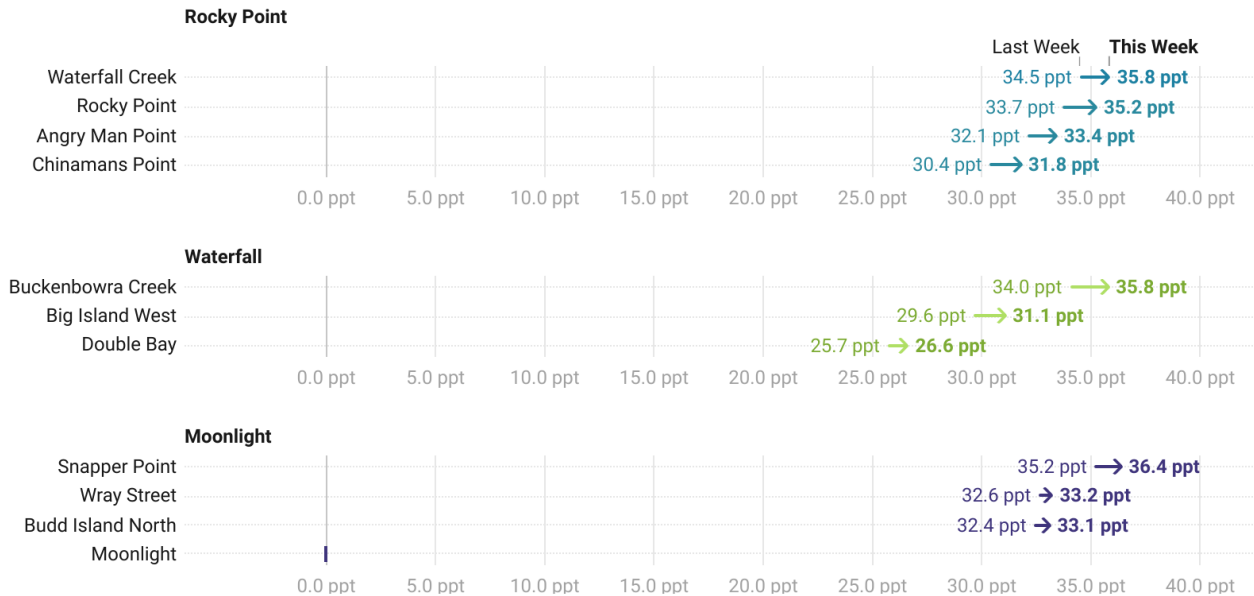 Rocky Point
Last Week This Week
Waterfall Creek 34.5 ppt 35.8 ppt
Rocky Point 33.7 ppt 35.2 ppt
Angry Man Point 32.1 ppt 33.4 ppt
Chinamans Point 30.4 ppt 31.8 ppt
0.0 ppt 5.0 ppt 10.0 ppt 15.0 ppt 20.0 ppt 25.0 ppt 30.0 ppt 35.0 ppt 40.0 ppt
Waterfall
Buckenbowra Creek 34.0 ppt 35.8 ppt
Big Island West 29.6 ppt 31.1 ppt
Double Bay 25.7 ppt 26.6 ppt
0.0 ppt 5.0 ppt 10.0 ppt 15.0 ppt 20.0 ppt 25.0 ppt 30.0 ppt 35.0 ppt 40.0 ppt
Moonlight
Snapper Point 35.2 ppt 36.4 ppt
Wray Street 32.6 ppt 33.2 ppt
Budd Island North 32.4 ppt 33.1 ppt
Moonlight
0.0 ppt 5.0 ppt 10.0 ppt 15.0 ppt 20.0 ppt 25.0 ppt 30.0 ppt 35.0 ppt 40.0 ppt